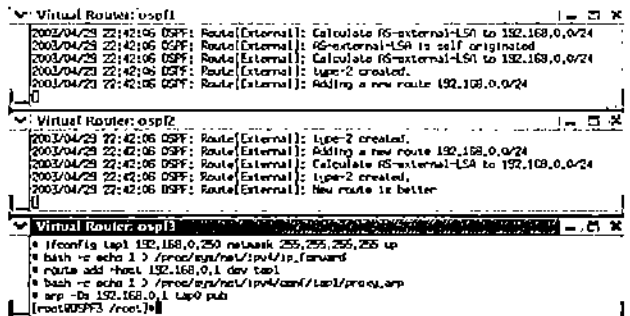 Virtual Router: ospf1
2003/04/29 22:42:06 OSPF: Route[External]: Calculate AS-external-LSA to 192.168.0.0/24
2003/04/29 22:42:06 OSPF: Route[External]: AS-external-LSA is self originated
2003/04/29 22:42:06 OSPF: Route[External]: Calculate AS-external-LSA to 192.168.0.0/24
2003/04/29 22:42:06 OSPF: Route[External]: type-2 created.
2003/04/29 22:42:06 OSPF: Route[External]: Adding a new route 192.168.0.0/24
Virtual Router: ospf2
2003/04/29 22:42:06 OSPF: Route[External]: type-2 created.
2003/04/29 22:42:06 OSPF: Route[External]: Adding a new route 192.168.0.0/24
2003/04/29 22:42:06 OSPF: Route[External]: Calculate AS-external-LSA to 192.168.0.0/24
2003/04/29 22:42:06 OSPF: Route[External]: type-2 created.
2003/04/29 22:42:06 OSPF: Route[External]: New route is better
Virtual Router: ospf3
* ifconfig tap1 192.168.0.250 netmask 255.255.255.255 up
* bash -c echo 1 > /proc/sys/net/ipv4/ip_forward
* route add -host 192.168.0.1 dev tap1
* bash -c echo 1 > /proc/sys/net/ipv4/conf/tap1/proxy_arp
* arp -Ds 192.168.0.1 tap0 pub
[root@OSPF3 /root]#